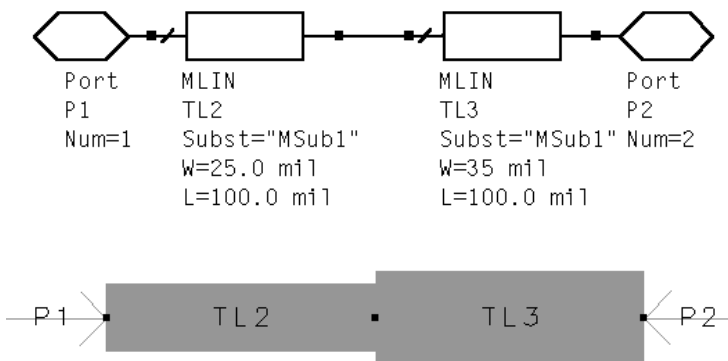 Port MLIN MLIN Port
P1 TL2 TL3 P2
Num=1 Subst="MSub1" Subst="MSub1" Num=2
W=25.0 mil W=35 mil
L=100.0 mil L=100.0 mil
P1 TL2 TL3 P2